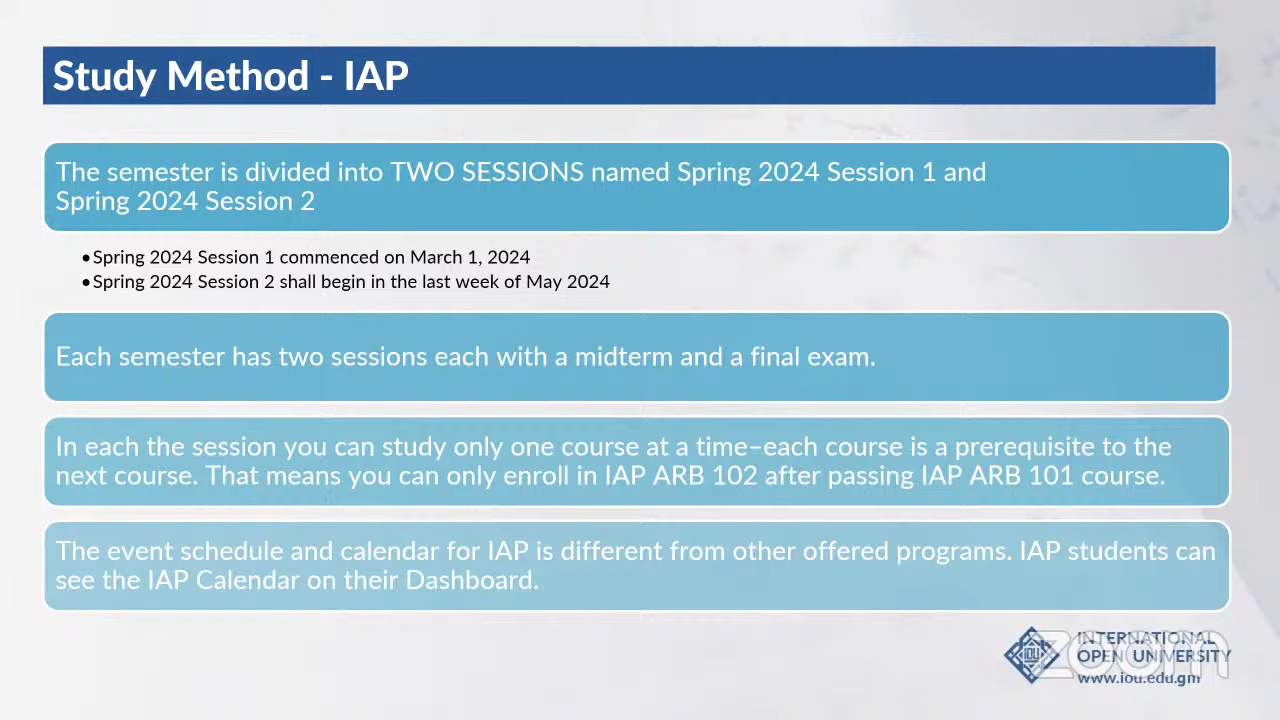 Study Method - IAP
The semester is divided into TWO SESSIONS named Spring 2024 Session 1 and
Spring 2024 Session 2
•Spring 2024 Session 1 commenced on March 1, 2024
•Spring 2024 Session 2 shall begin in the last week of May 2024
Each semester has two sessions each with a midterm and a final exam.
In each the session you can study only one course at a time–each course is a prerequisite to the
next course. That means you can only enroll in IAP ARB 102 after passing IAP ARB 101 course.
The event schedule and calendar for IAP is different from other offered programs. IAP students can
see the IAP Calendar on their Dashboard.
IOU
INTERNATIONAL
OPEN UNIVERSITY
www.iou.edu.gm
zoom